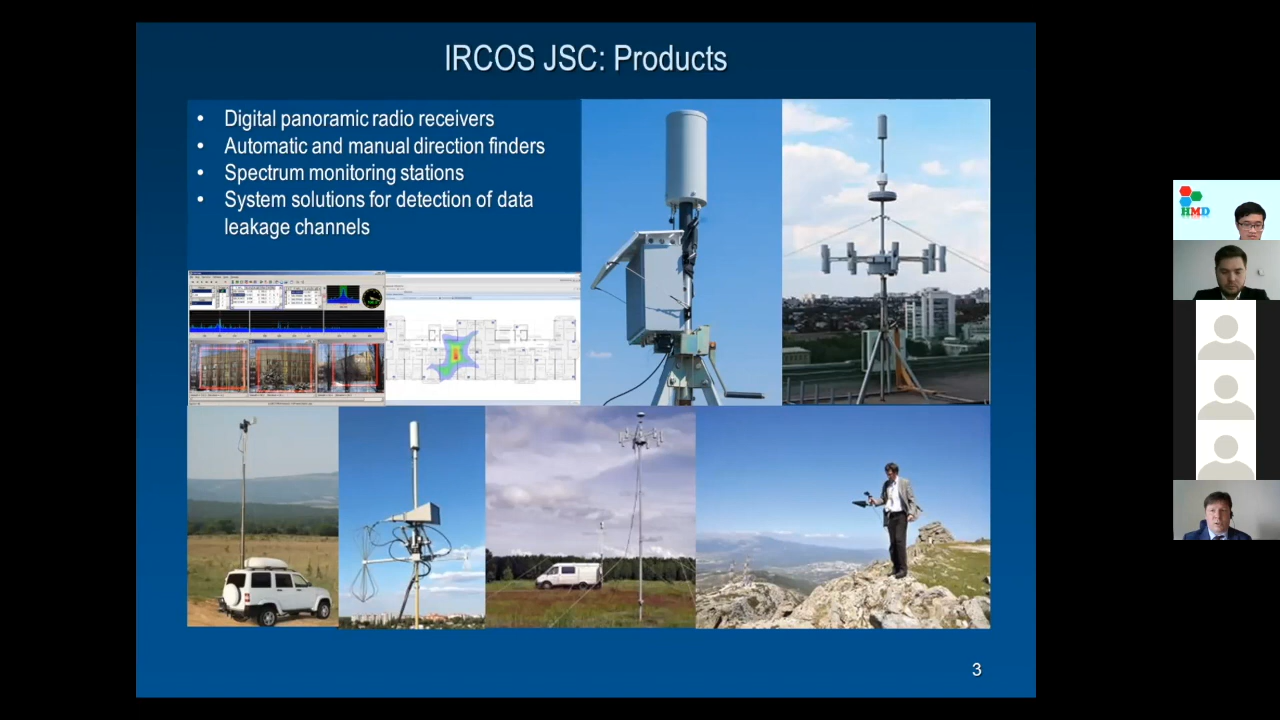 IRCOS JSC: Products
• Digital panoramic radio receivers
• Automatic and manual direction finders
• Spectrum monitoring stations
• System solutions for detection of data
leakage channels
HMD
3